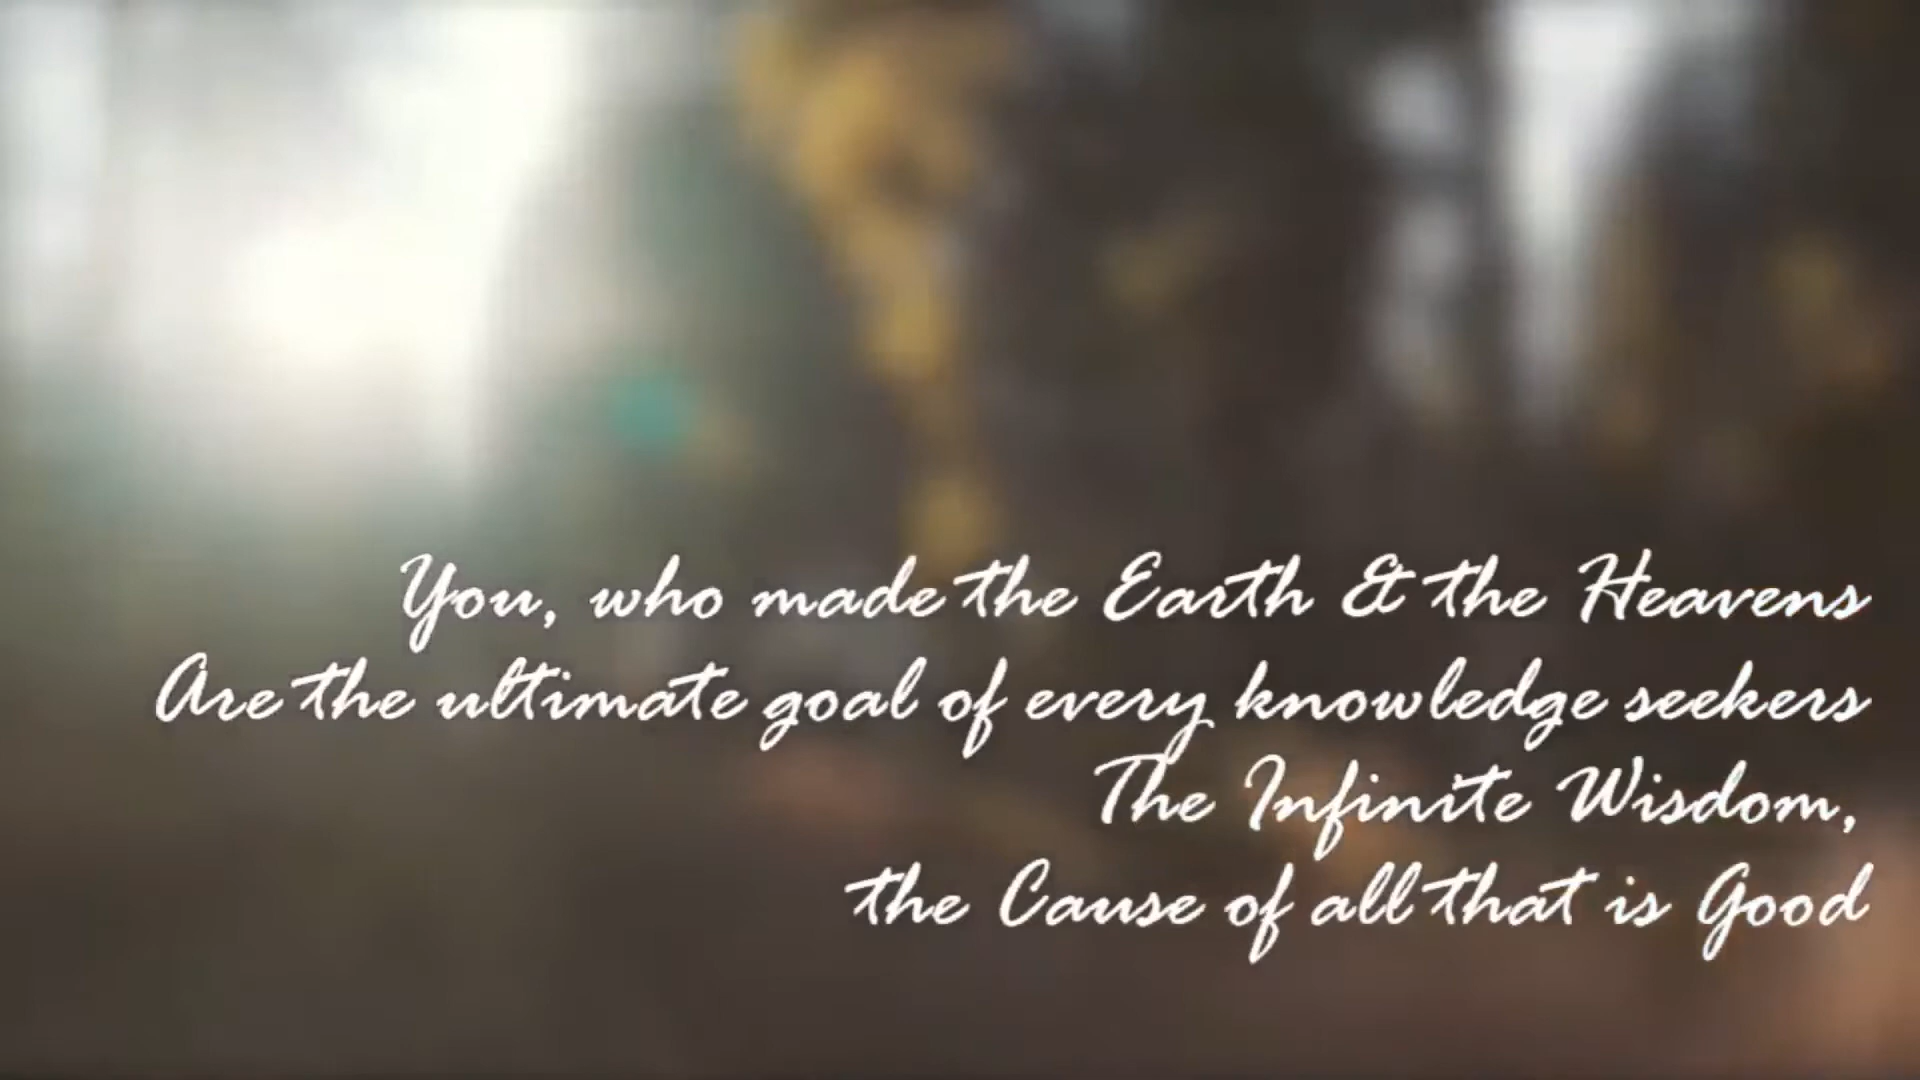 You, who made the Earth & the Heavens
Are the ultimate goal of every knowledge seekers
The Infinite Wisdom,
the Cause of all that is Good